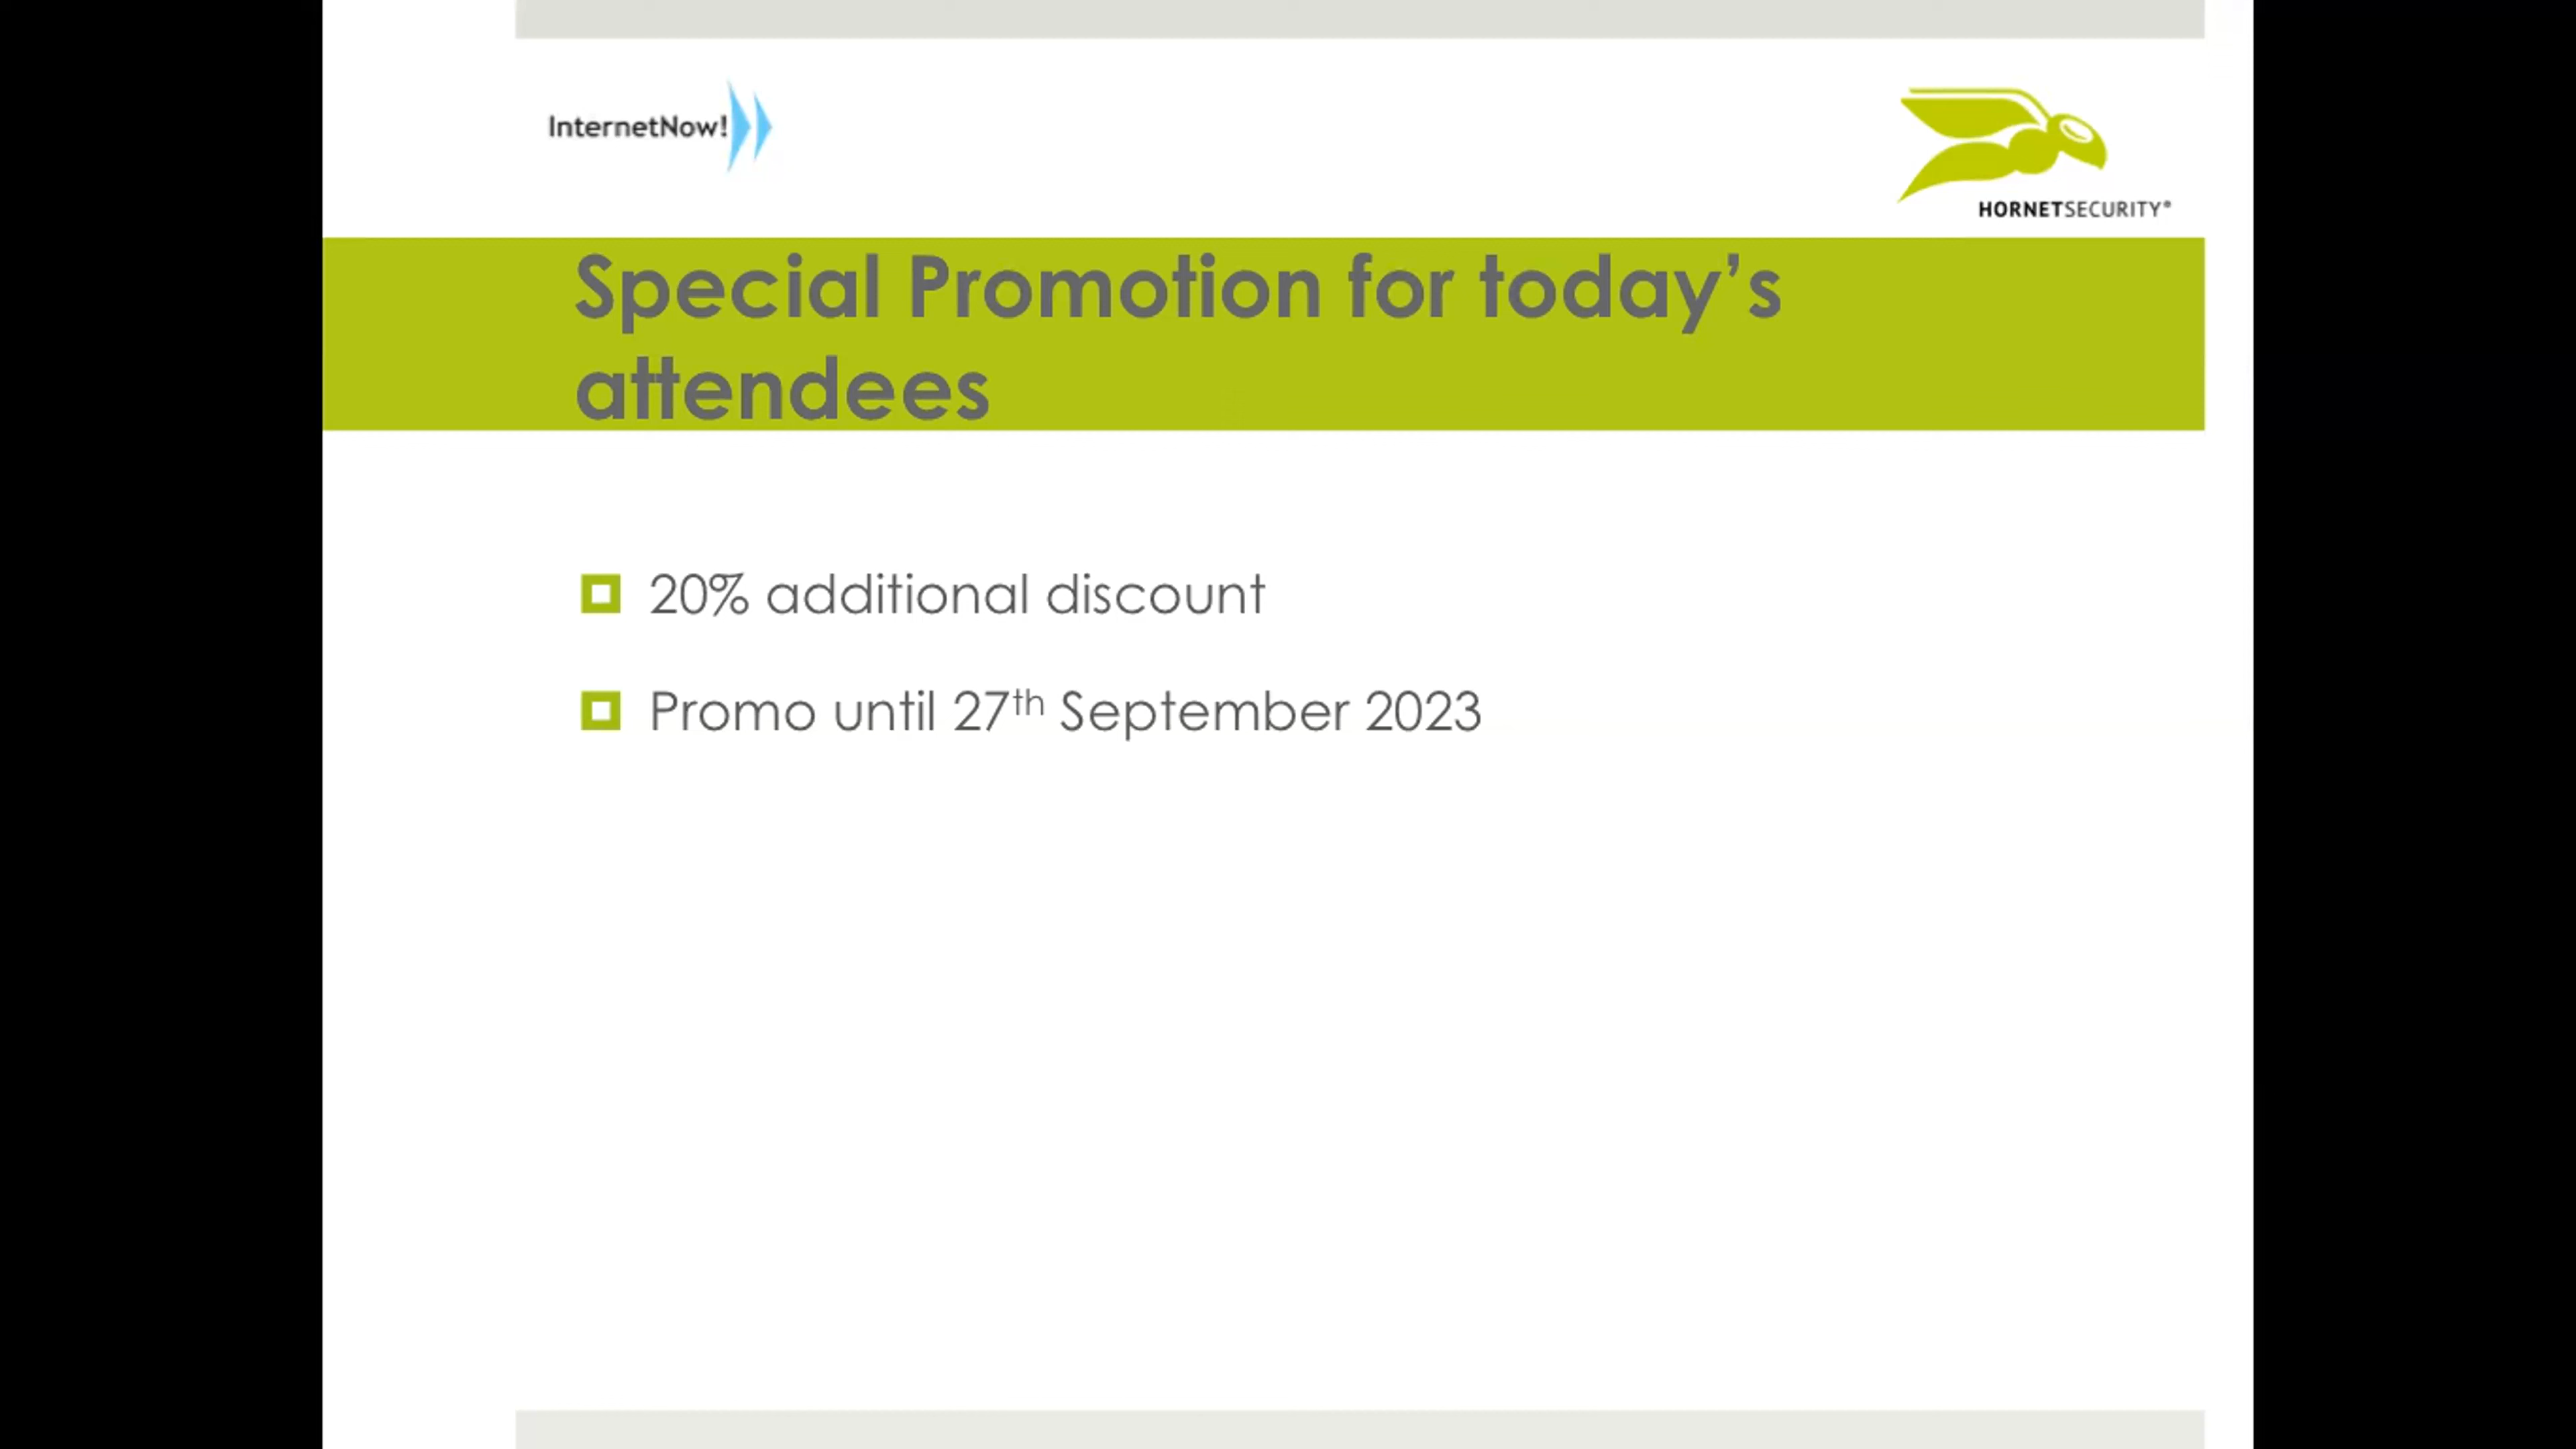 InternetNow!
HORNETSECURITY®
Special Promotion for today’s
attendees
20% additional discount
Promo until 27th September 2023